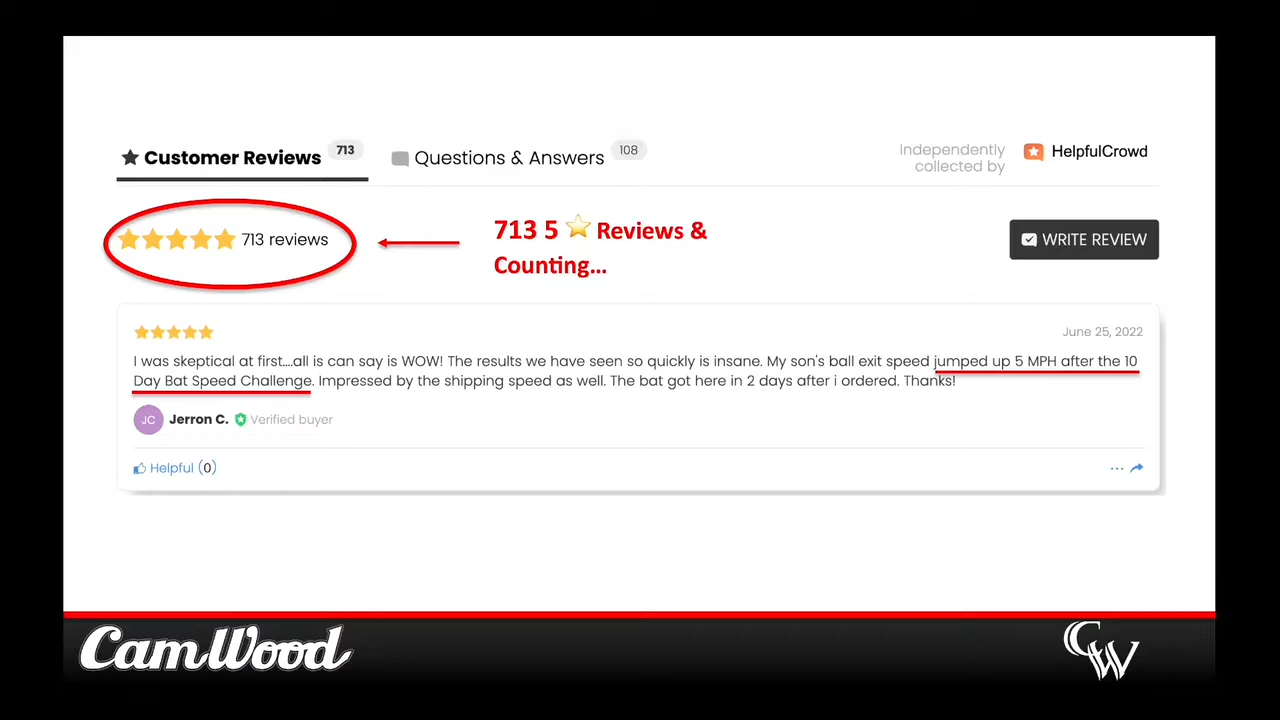 Customer Reviews 713
Questions & Answers 108
Independently
collected by
HelpfulCrowd
713 reviews
713 5 ⭐ Reviews &
Counting...
WRITE REVIEW
June 25, 2022
I was skeptical at first....all is can say is WOW! The results we have seen so quickly is insane. My son's ball exit speed jumped up 5 MPH after the 10
Day Bat Speed Challenge. Impressed by the shipping speed as well. The bat got here in 2 days after i ordered. Thanks!
JC Jerron C. Verified buyer
Helpful (0)
CamWood
CW